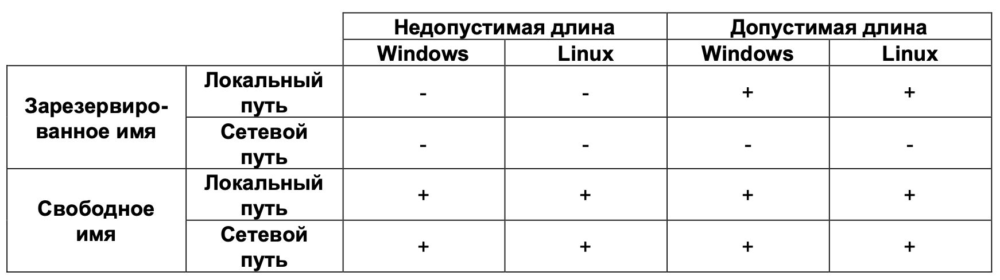 Недопустимая длина Допустимая длина
Windows Linux Windows Linux
Зарезервиро-
ванное имя
Локальный
путь
- - + +
Сетевой
путь
- - - -
Свободное
имя
Локальный
путь
+ + + +
Сетевой
путь
+ + + +